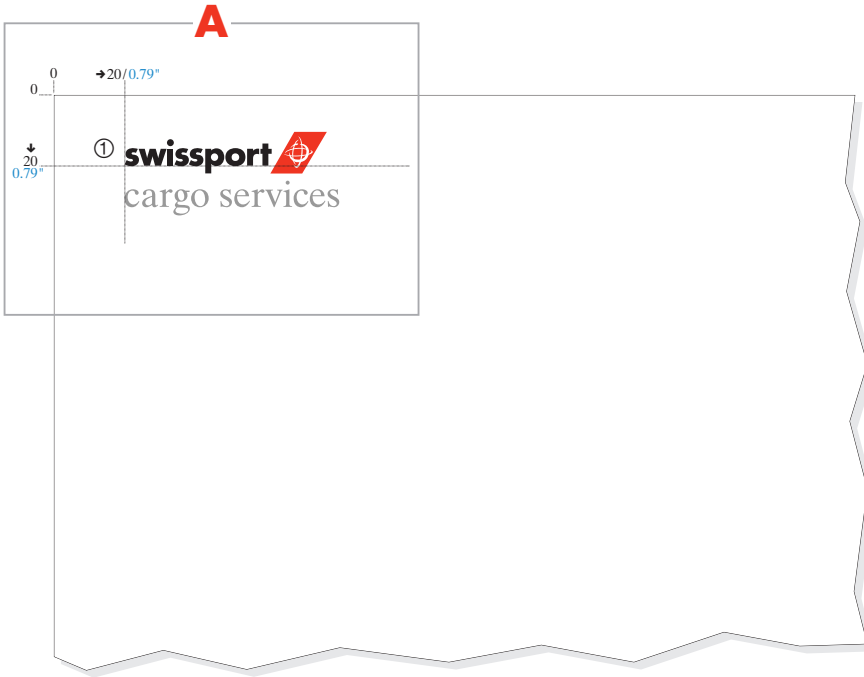 A
0 →20/0.79"
0
① swissport
↓
20
0.79"
cargo services